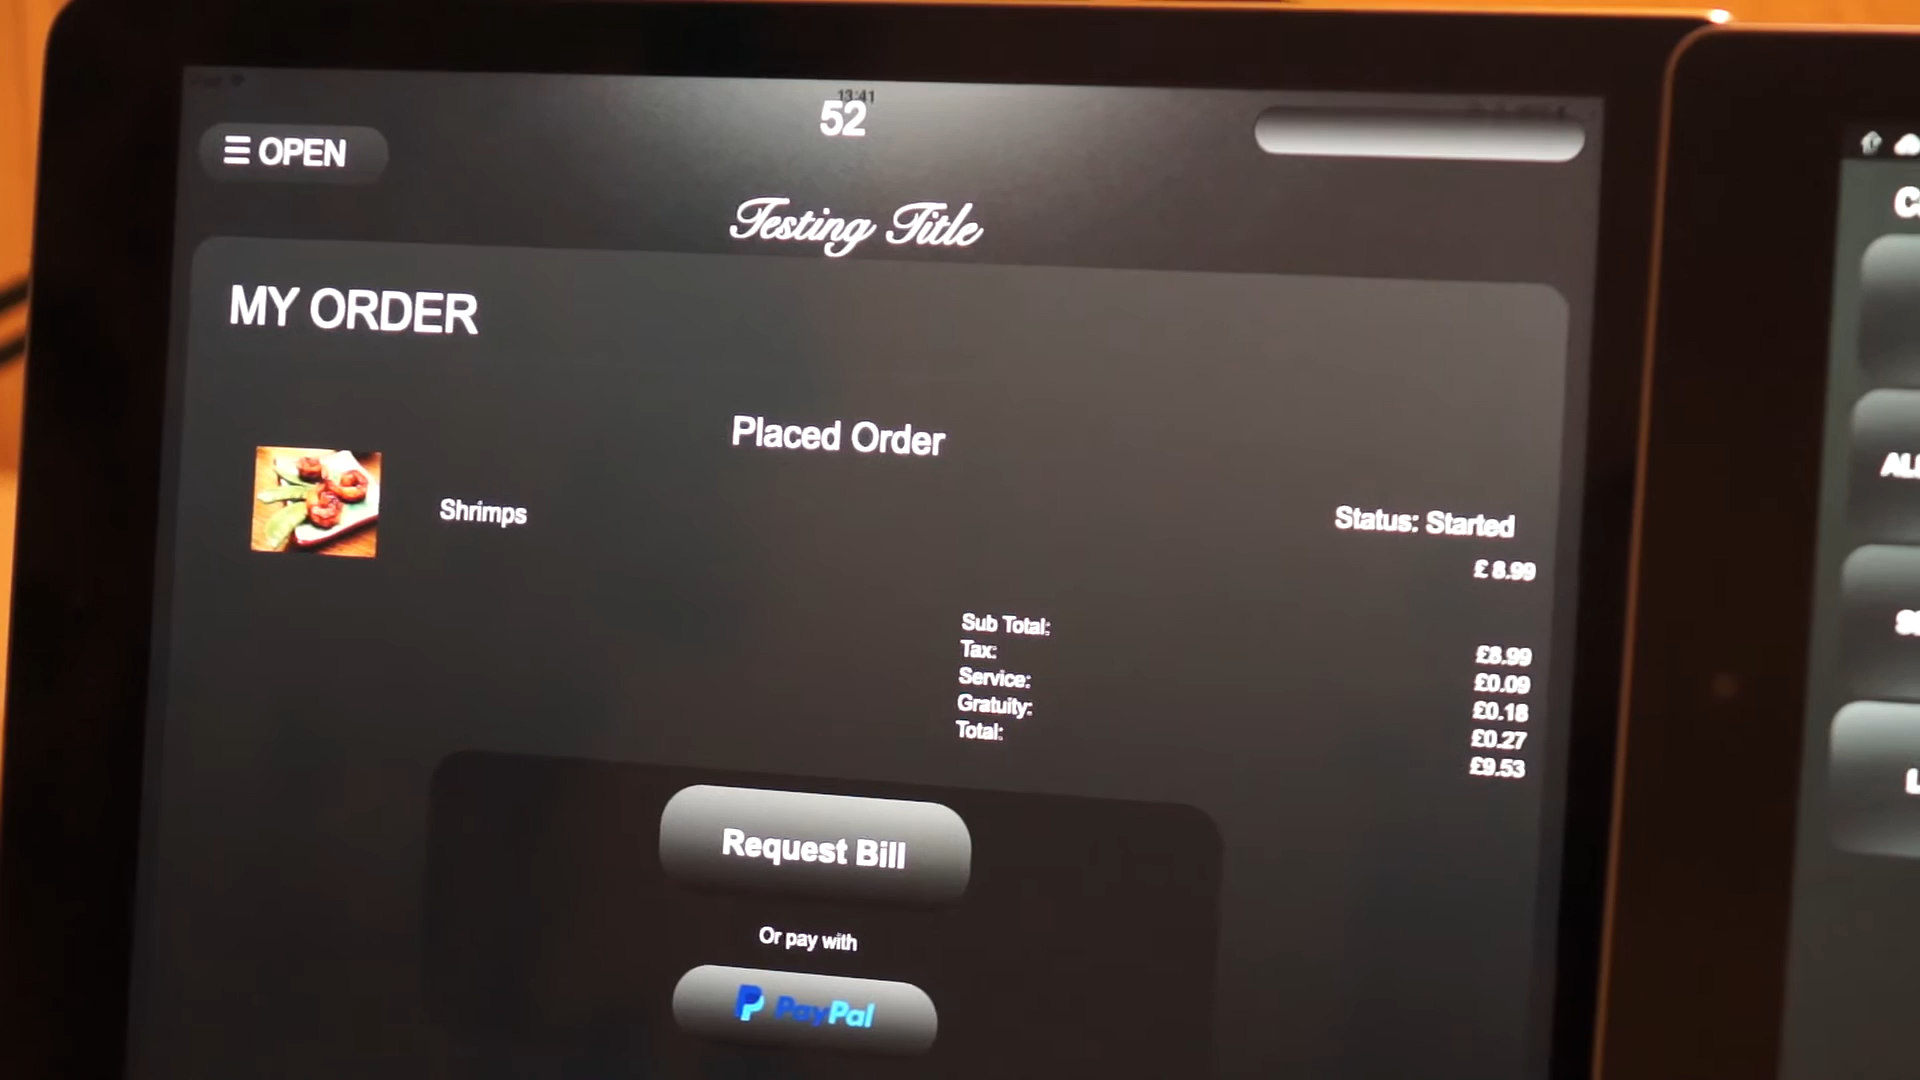 13:41
52
OPEN
Testing Title
MY ORDER
Placed Order
Shrimps
Status: Started
£ 8.99
Sub Total: £8.99
Tax: £0.09
Service: £0.18
Gratuity: £0.27
Total: £9.53
Request Bill
Or pay with
PayPal